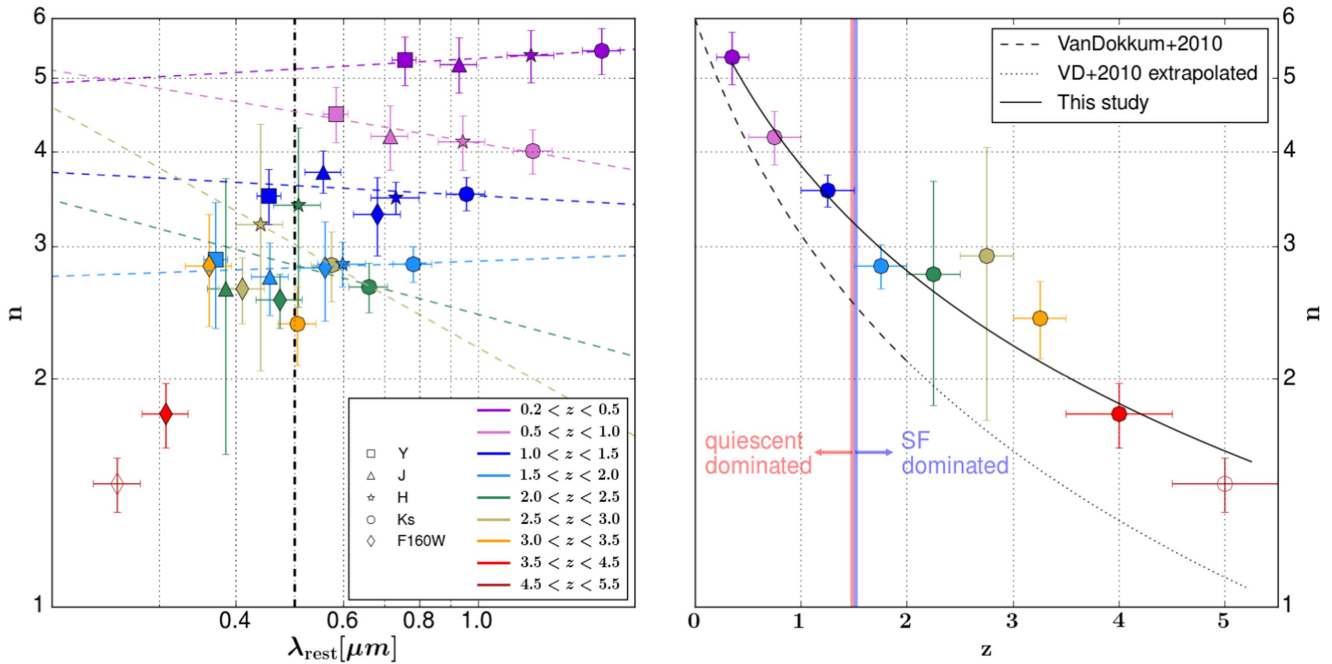 6
5
4
3
2
1
n
0.4
0.6
0.8
1.0
λrest[μm]
Y
J
H
Ks
F160W
0.2 < z < 0.5
0.5 < z < 1.0
1.0 < z < 1.5
1.5 < z < 2.0
2.0 < z < 2.5
2.5 < z < 3.0
3.0 < z < 3.5
3.5 < z < 4.5
4.5 < z < 5.5
VanDokkum+2010
VD+2010 extrapolated
This study
quiescent
dominated
SF
dominated
0
1
2
3
4
5
z
6
5
4
3
2
1
n